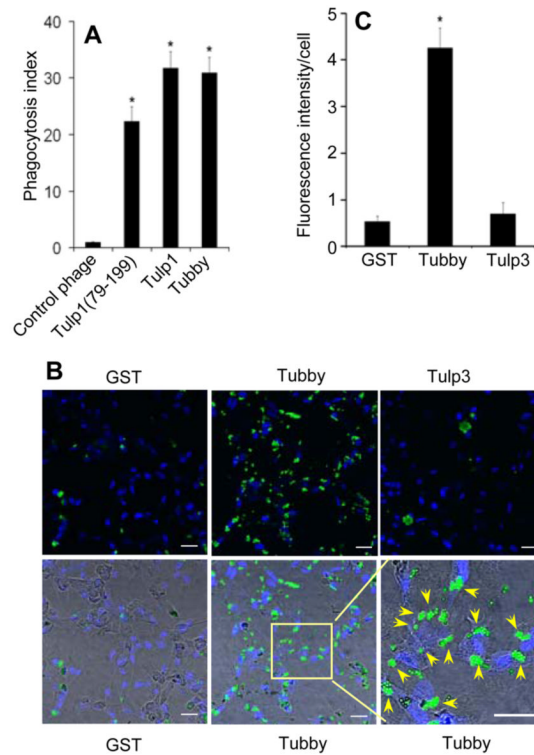 A
Phagocytosis index
40
30
20
10
0
Control phage
Tulp1(79-199)
Tulp1
Tubby
*
*
*
C
Fluorescence intensity/cell
5
4
3
2
1
0
GST
Tubby
Tulp3
*
B
GST
Tubby
Tulp3
GST
Tubby
Tubby